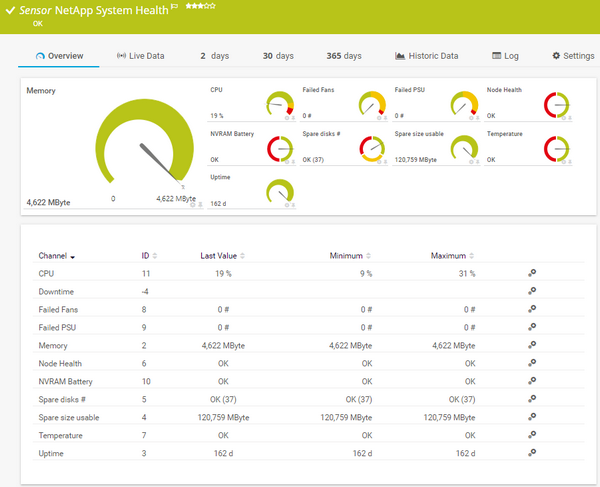 Sensor NetApp System Health
OK
Overview Live Data 2 days 30 days 365 days Historic Data Log Settings
Memory
4,622 MByte
0 4,622 MByte
CPU Failed Fans Failed PSU Node Health
19 % 0 # 0 # OK
NVRAM Battery Spare disks # Spare size usable Temperature
OK OK (37) 120,759 MByte OK
Uptime
162 d
Channel ID Last Value Minimum Maximum
CPU 11 19 % 9 % 31 %
Downtime -4
Failed Fans 8 0 # 0 # 0 #
Failed PSU 9 0 # 0 # 0 #
Memory 2 4,622 MByte 4,622 MByte 4,622 MByte
Node Health 6 OK OK OK
NVRAM Battery 10 OK OK OK
Spare disks # 5 OK (37) OK (37) OK (37)
Spare size usable 4 120,759 MByte 120,759 MByte 120,759 MByte
Temperature 7 OK OK OK
Uptime 3 162 d 162 d 162 d